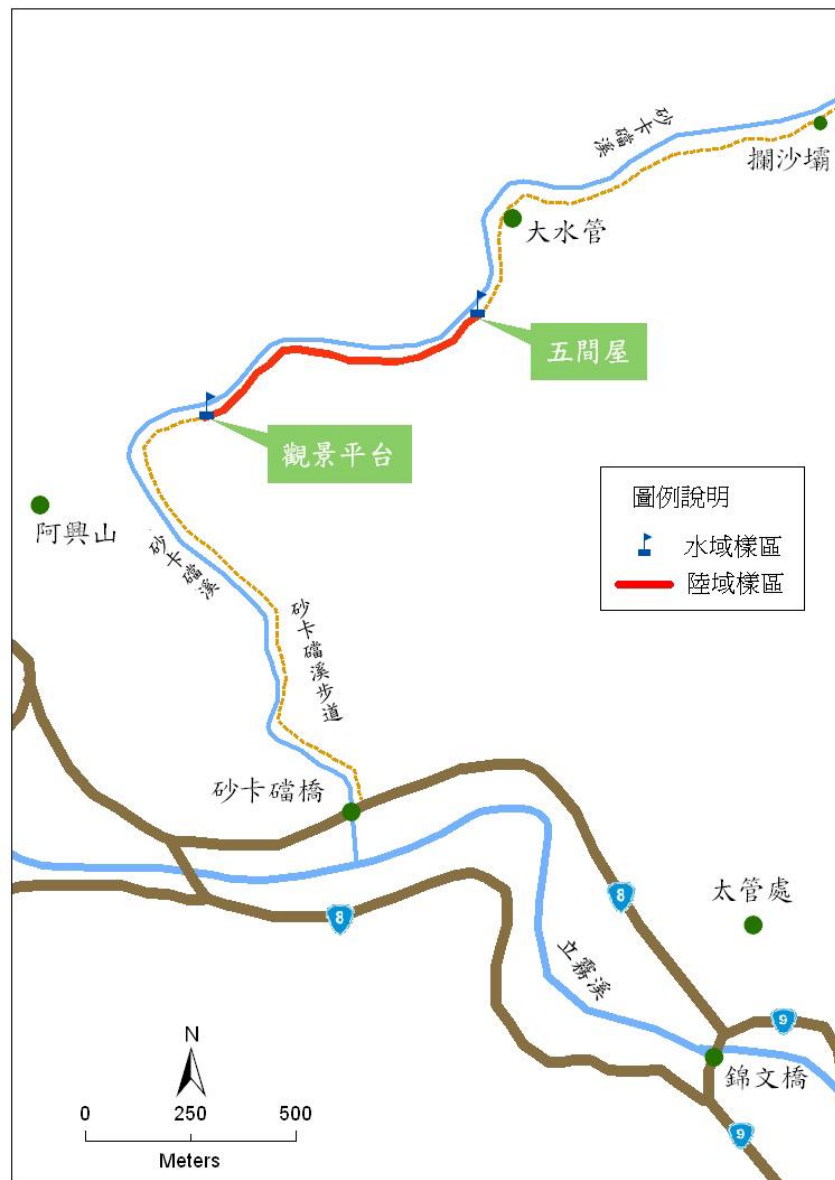 砂卡礑溪
攔沙壩
大水管
五間屋
觀景平台
圖例說明
水域樣區
陸域樣區
阿興山
砂卡礑溪
砂卡礑溪步道
砂卡礑橋
8
8
太管處
立霧溪
9
錦文橋
9
N
0 250 500
Meters